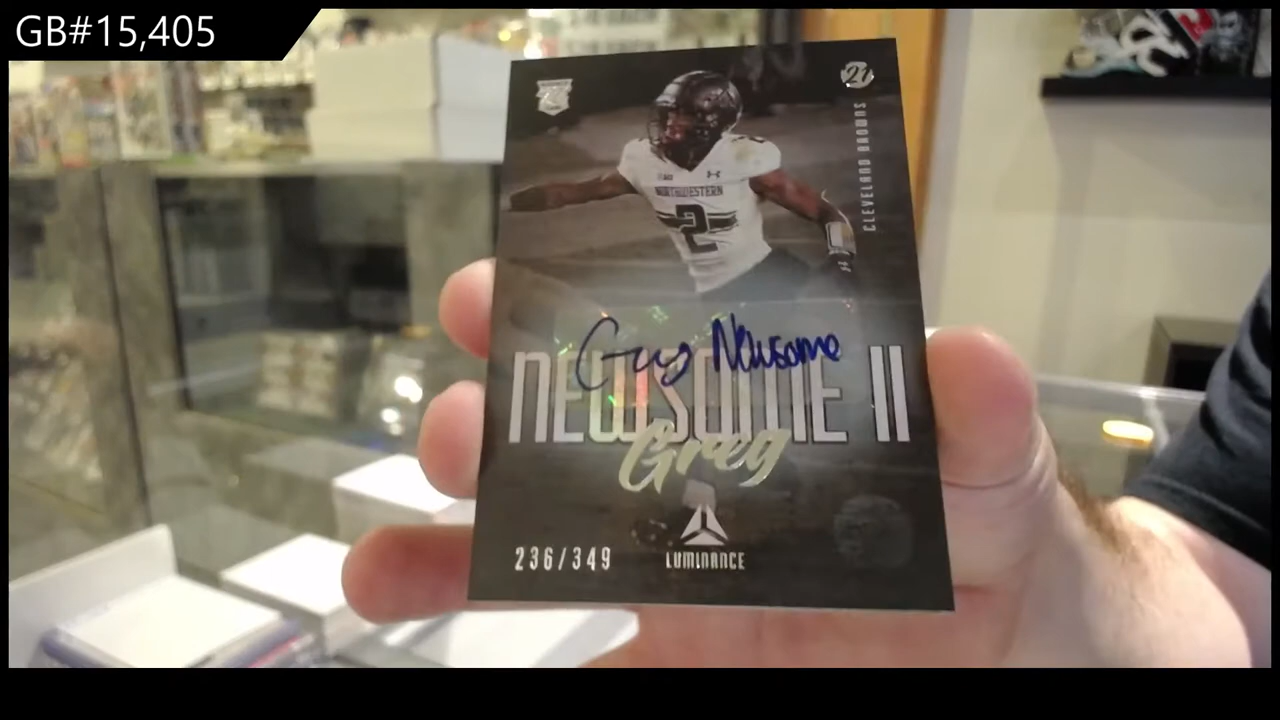 GB#15,405
21
CLEVELAND BROWNS
NORTHWESTERN
2
Greg Newsome
NEWSOME II
Greg
236/349
LUMINANCE